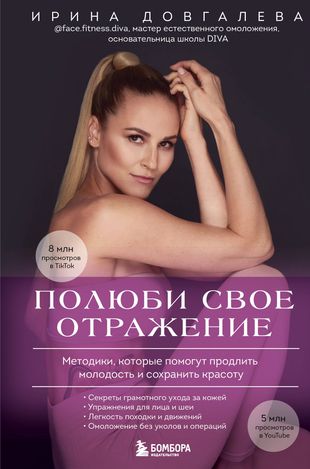 ИРИНА ДОВГАЛЕВА
@face.fitness.diva, мастер естественного омоложения,
основательница школы DIVA
8 млн
просмотров
в TikTok
ПОЛЮБИ СВОЕ
ОТРАЖЕНИЕ
Методики, которые помогут продлить
молодость и сохранить красоту
• Секреты грамотного ухода за кожей
• Упражнения для лица и шеи
• Легкость походки и движений
• Омоложение без уколов и операций
5 млн
просмотров
в YouTube
БОМБОРА
ИЗДАТЕЛЬСТВО